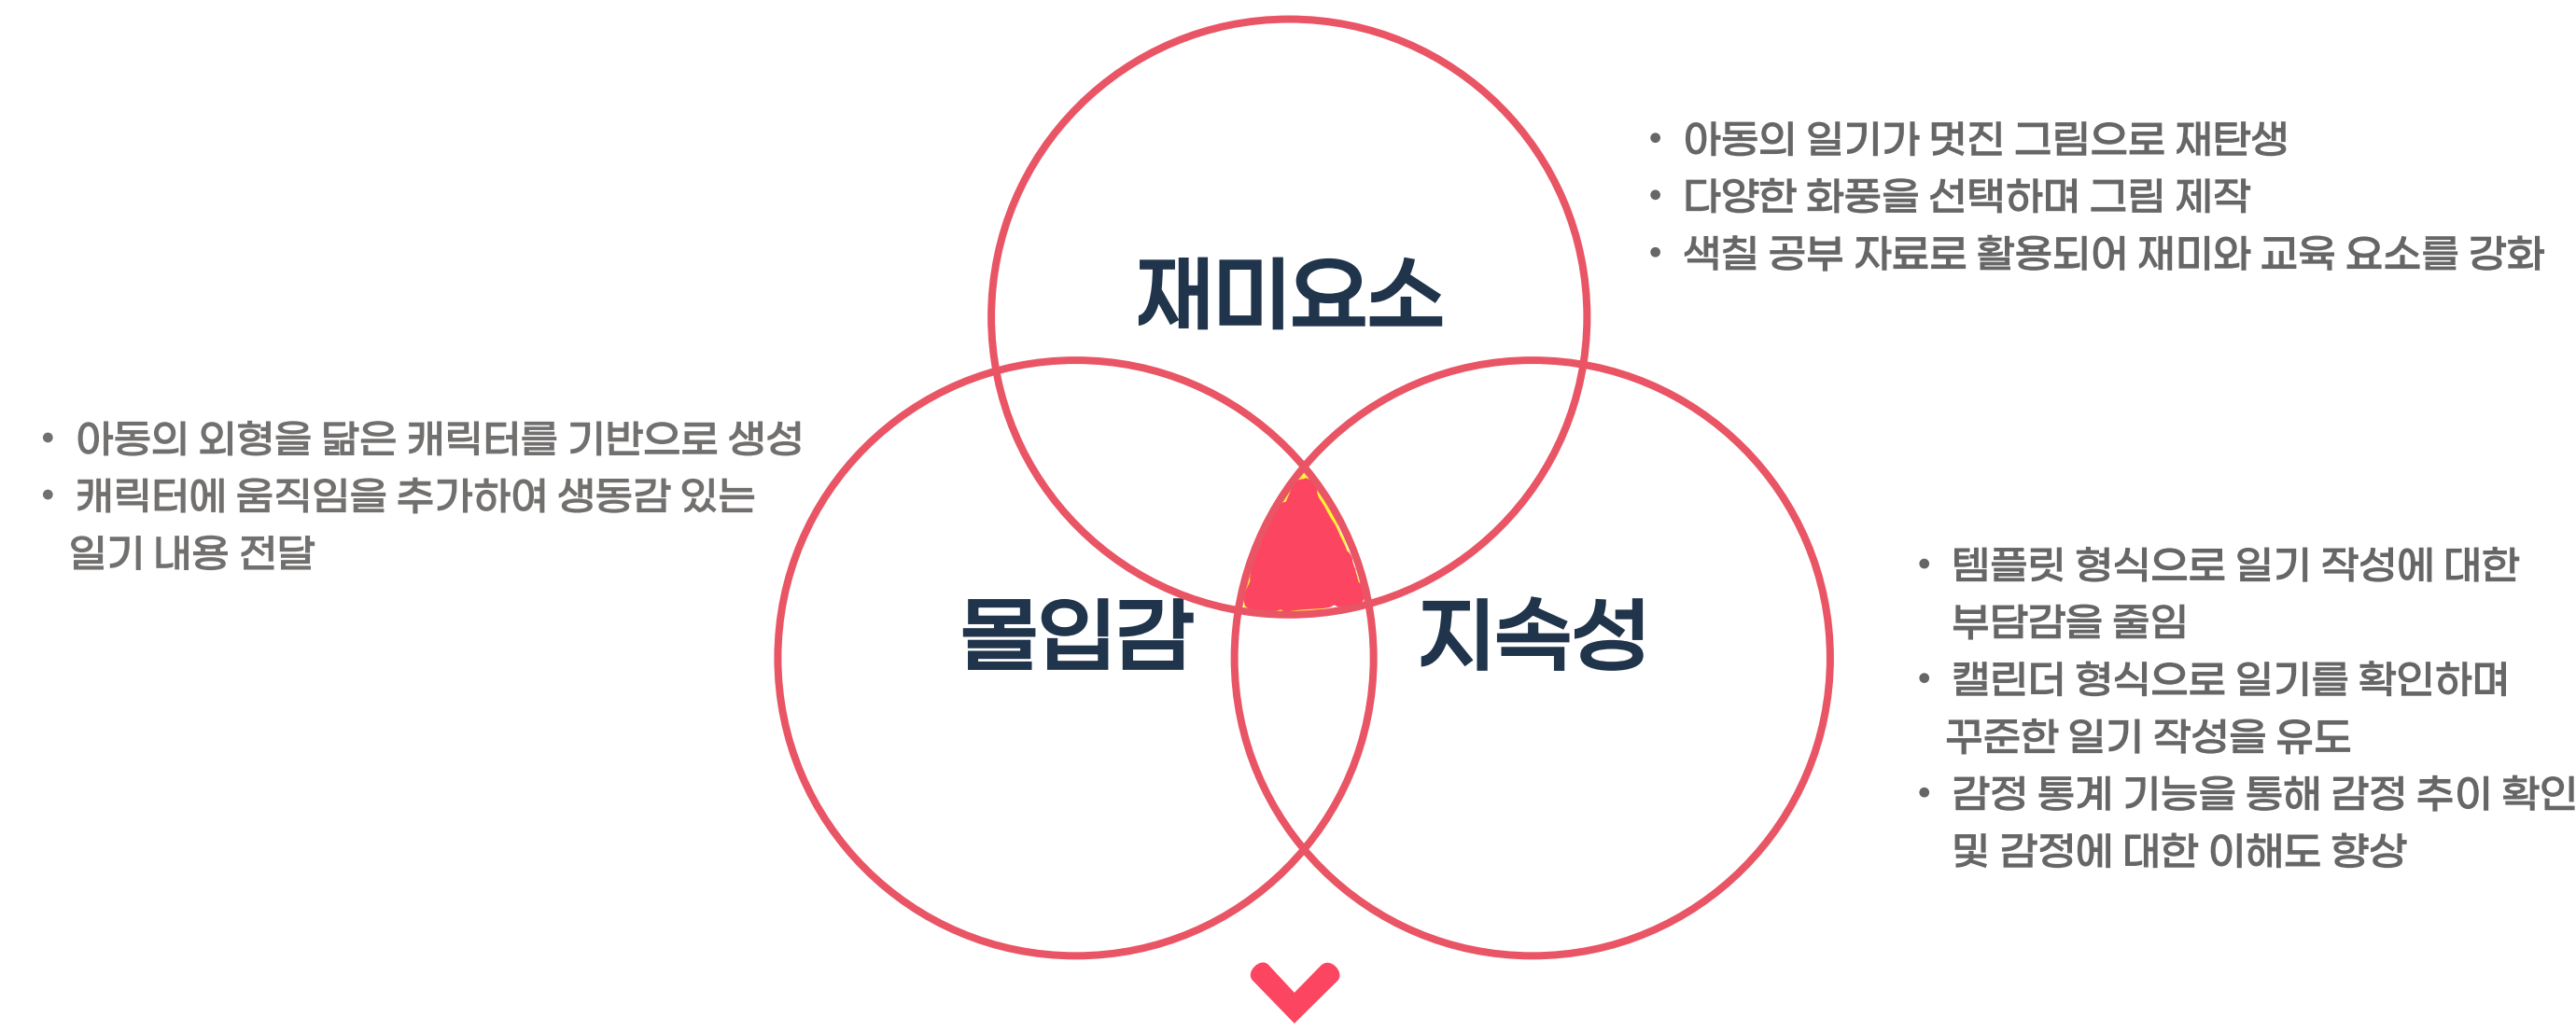 재미요소
• 아동의 일기가 멋진 그림으로 재탄생
• 다양한 화풍을 선택하며 그림 제작
• 색칠 공부 자료로 활용되어 재미와 교육 요소를 강화
• 아동의 외형을 닮은 캐릭터를 기반으로 생성
• 캐릭터에 움직임을 추가하여 생동감 있는
일기 내용 전달
몰입감
지속성
• 템플릿 형식으로 일기 작성에 대한
부담감을 줄임
• 캘린더 형식으로 일기를 확인하며
꾸준한 일기 작성을 유도
• 감정 통계 기능을 통해 감정 추이 확인
및 감정에 대한 이해도 향상